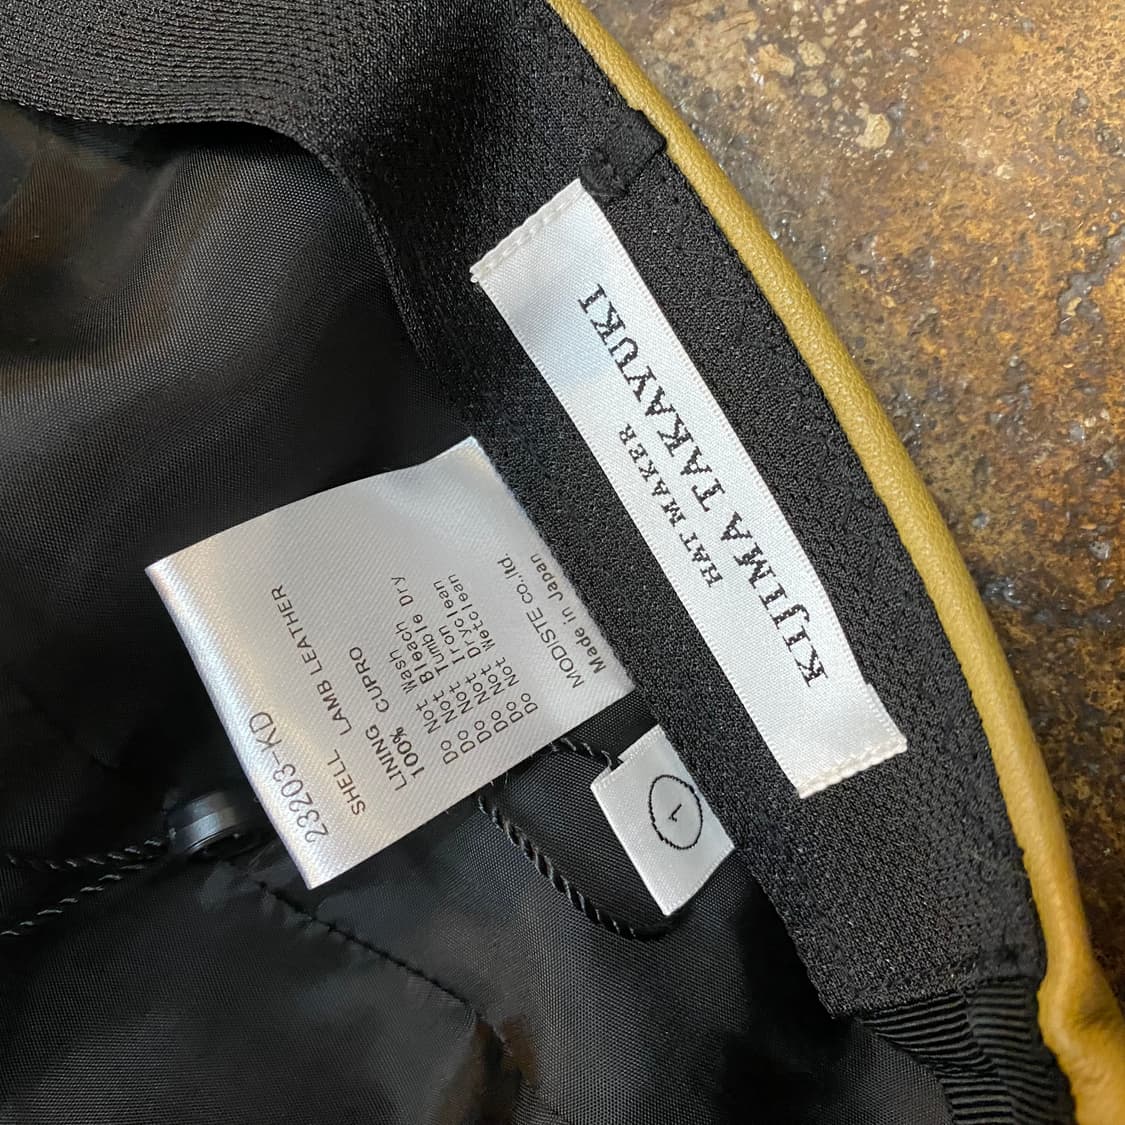 HAT MAKER
KIJIMA TAKAYUKI
23203-KD
SHELL LAMB LEATHER
LINING CUPRO
100%
Do Not Wash
Do Not Bleach
Do Not Tumble Dry
Do Not Iron
Do Not Dryclean
Do Not Wetclean
MODISTE co.,ltd.
Made in Japan
1